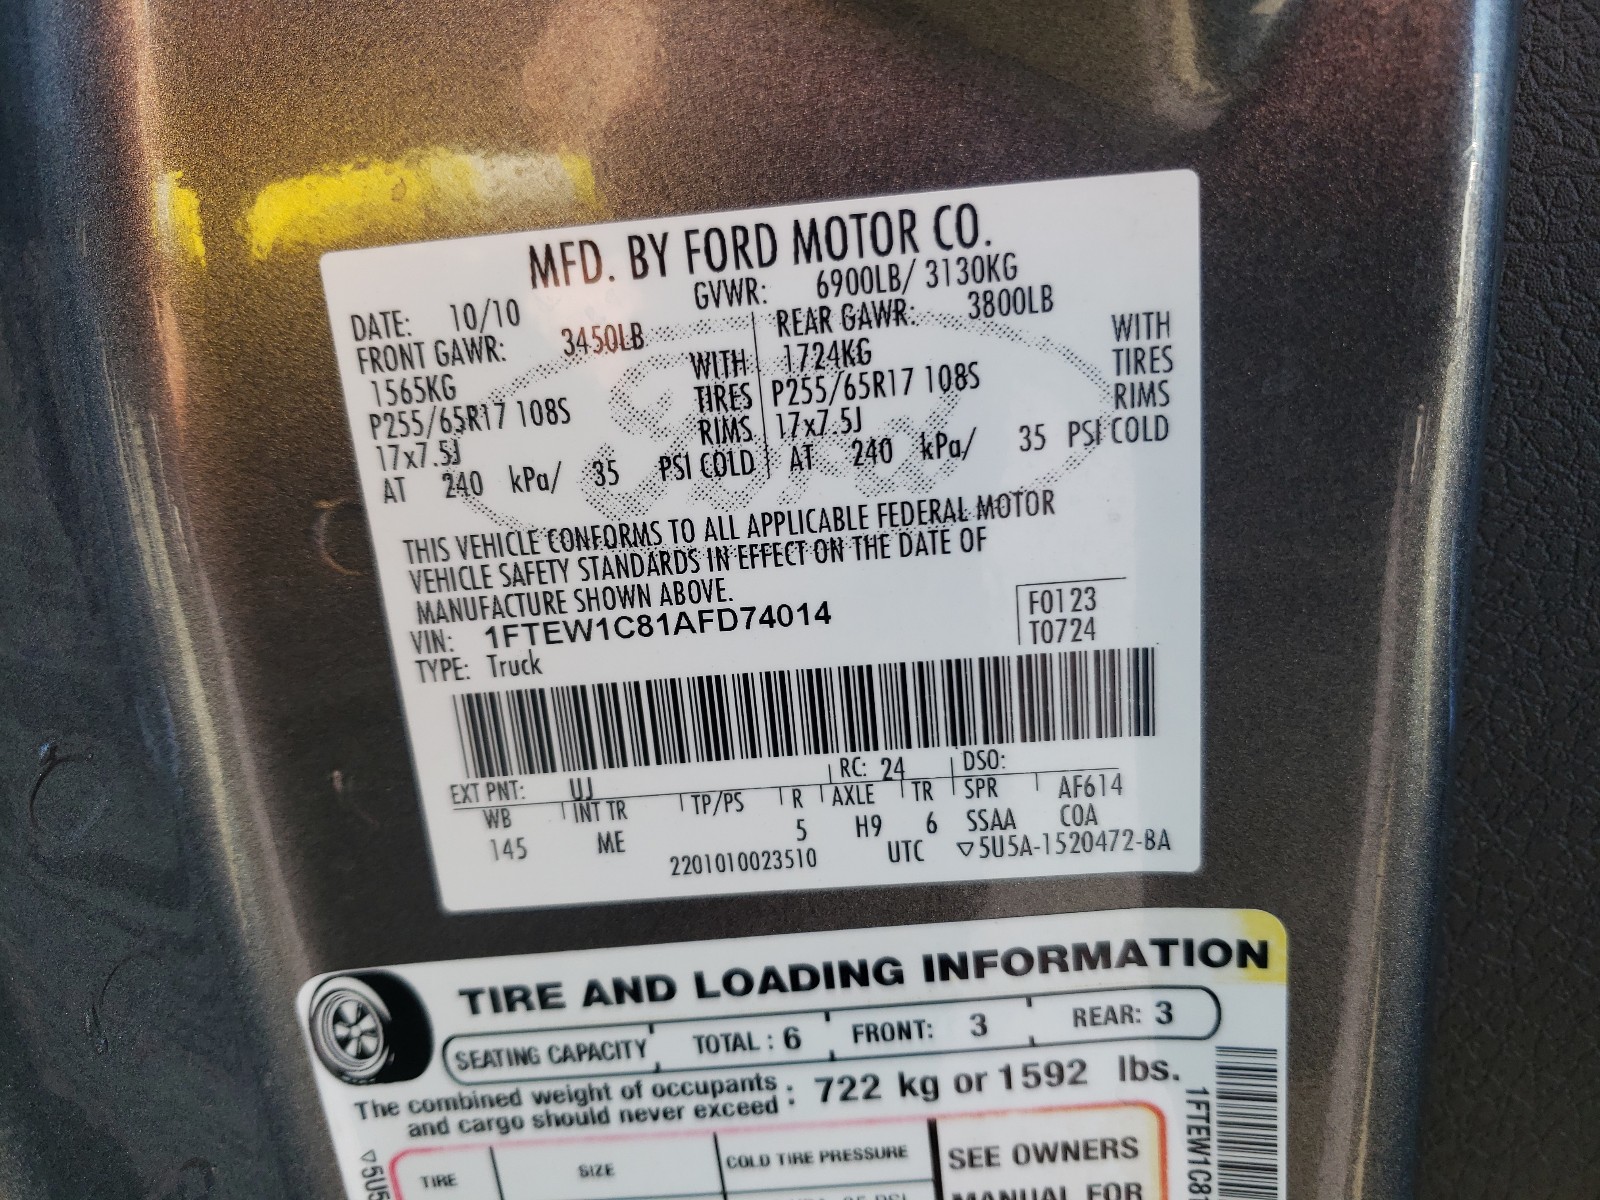 MFD. BY FORD MOTOR CO.
DATE: 10/10 GVWR: 6900LB/ 3130KG
FRONT GAWR: 3450LB REAR GAWR: 3800LB
1565KG WITH 1724KG WITH
P255/65R17 108S TIRES P255/65R17 108S TIRES
17x7.5J RIMS 17x7.5J RIMS
AT 240 kPa/ 35 PSI COLD AT 240 kPa/ 35 PSI COLD
THIS VEHICLE CONFORMS TO ALL APPLICABLE FEDERAL MOTOR
VEHICLE SAFETY STANDARDS IN EFFECT ON THE DATE OF
MANUFACTURE SHOWN ABOVE.
VIN: 1FTEW1C81AFD74014 F0123
TYPE: Truck T0724
EXT PNT: UJ RC: 24 DSO:
WB INT TR TP/PS R AXLE TR SPR AF614
145 ME 5 H9 6 SSAA COA
2201010023510 UTC ▽5U5A-1520472-BA
TIRE AND LOADING INFORMATION
SEATING CAPACITY TOTAL : 6 FRONT: 3 REAR: 3
The combined weight of occupants : 722 kg or 1592 lbs.
and cargo should never exceed :
TIRE SIZE COLD TIRE PRESSURE SEE OWNERS
MANUAL FOR
▽5U5
1FTEW1C81